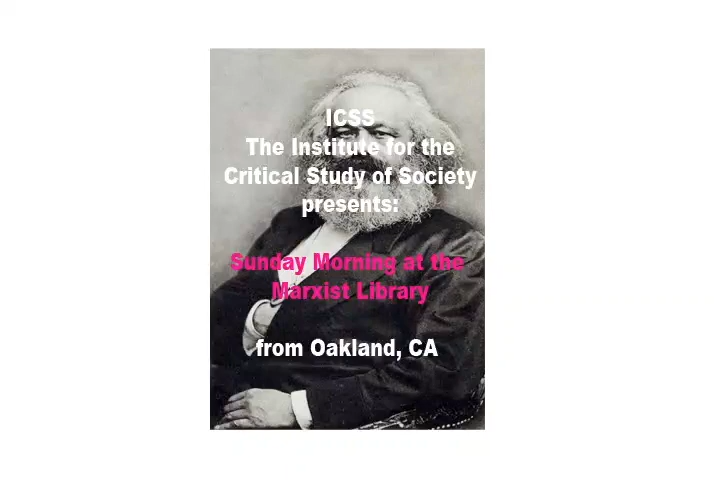 ICSS
The Institute for the
Critical Study of Society
presents:
Sunday Morning at the
Marxist Library
from Oakland, CA